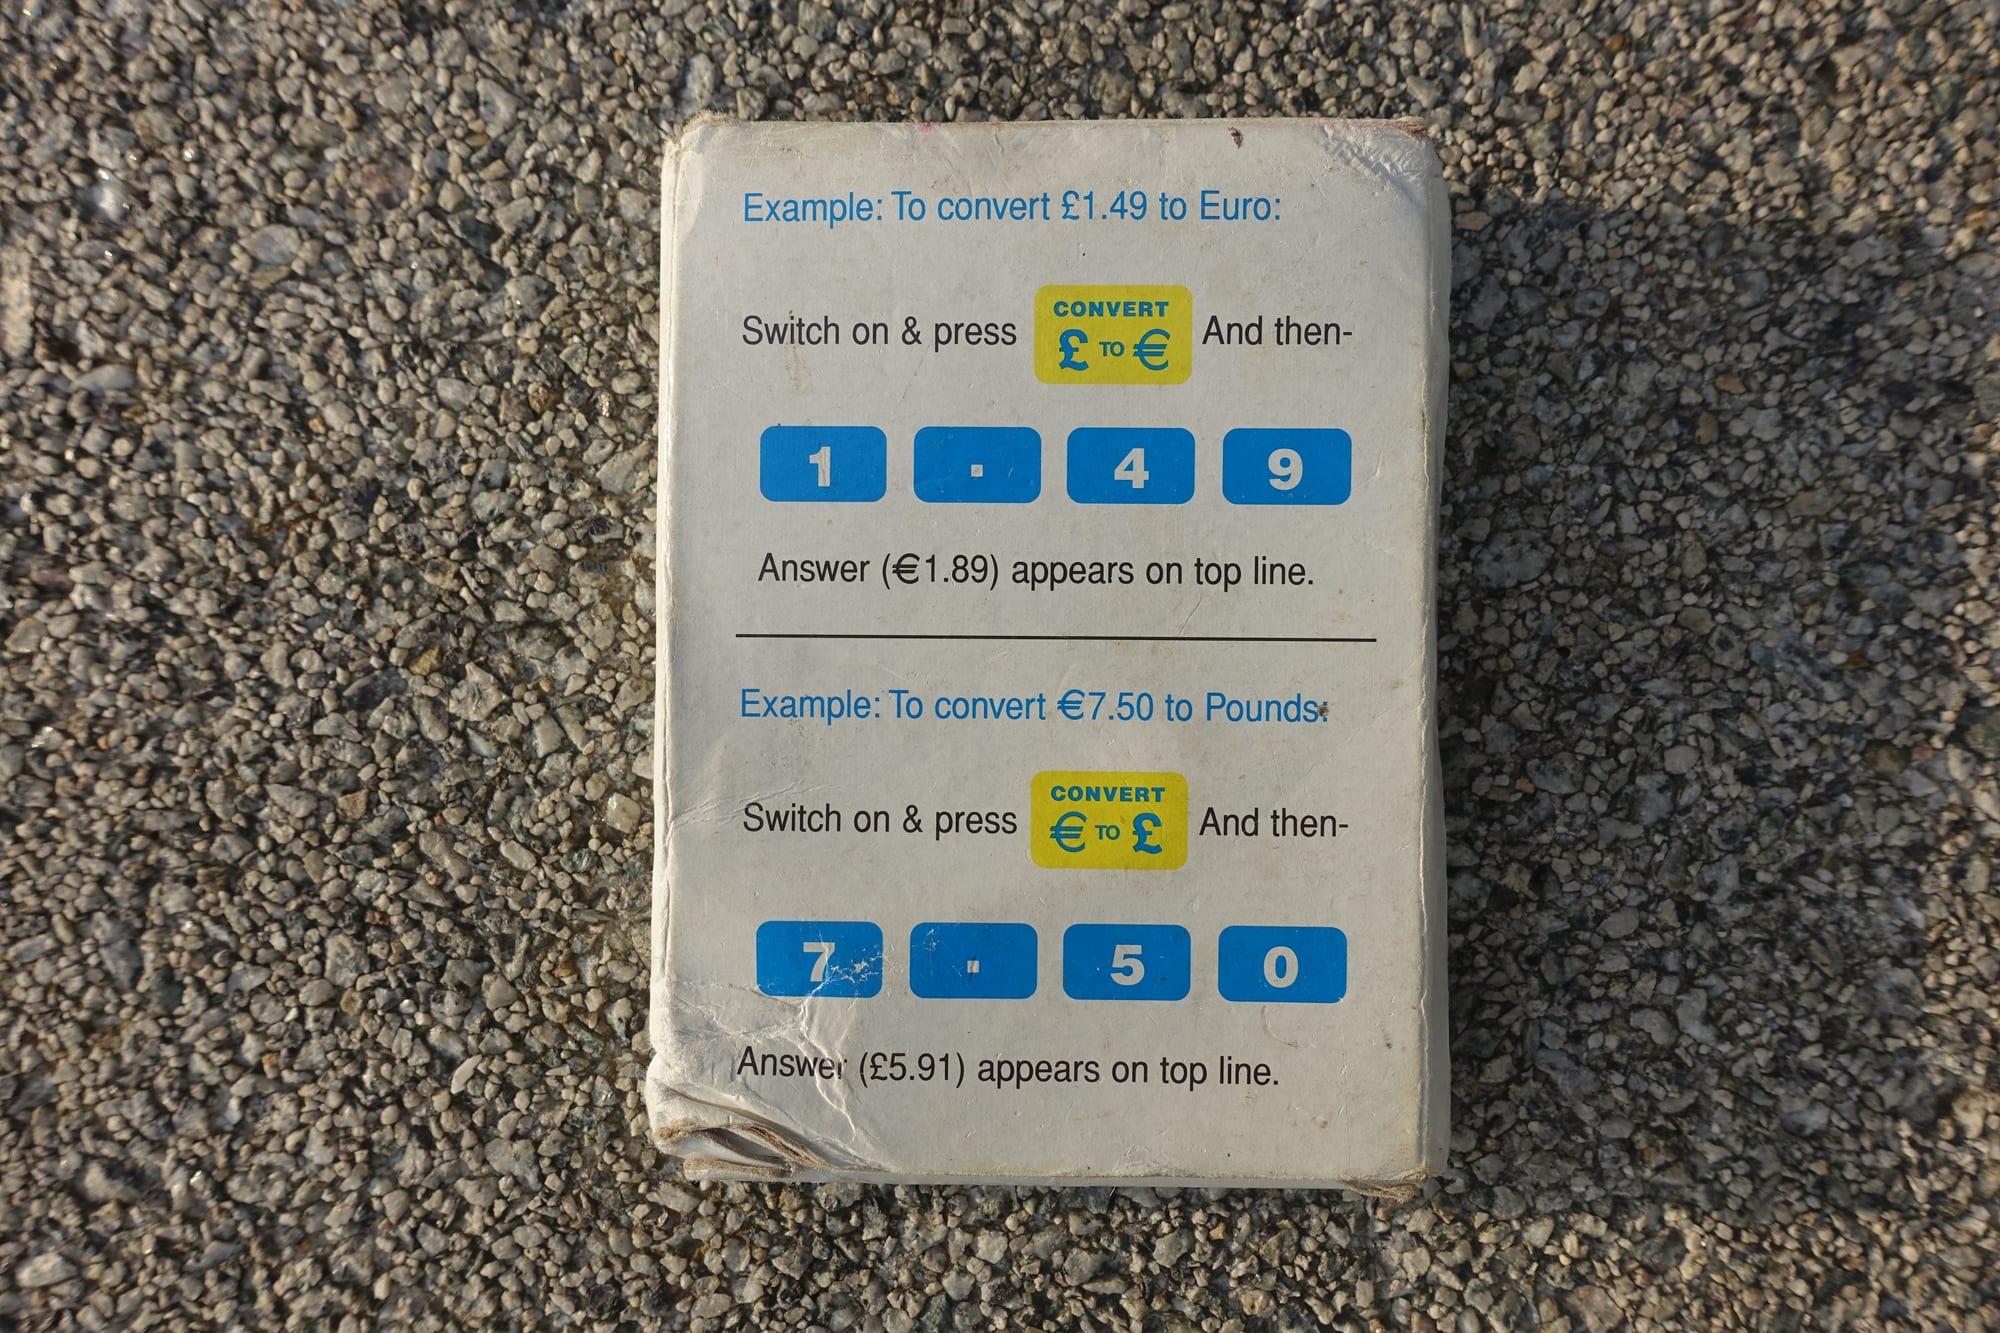 Example: To convert £1.49 to Euro:
Switch on & press CONVERT £ TO € And then-
1 . 4 9
Answer (€1.89) appears on top line.
Example: To convert €7.50 to Pounds:
Switch on & press CONVERT € TO £ And then-
7 . 5 0
Answer (£5.91) appears on top line.